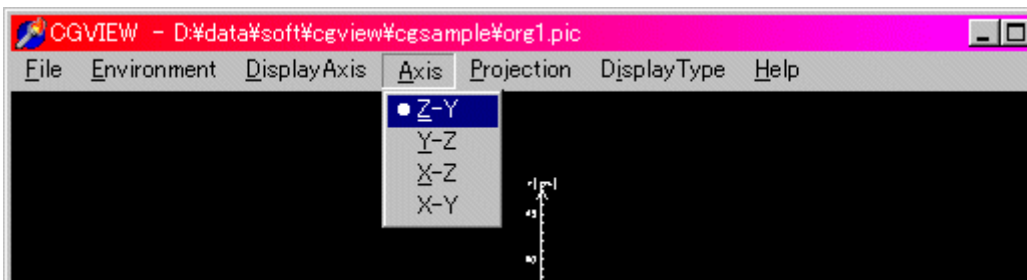 CGVIEW - D:¥data¥soft¥cgview¥cgsample¥org1.pic
File Environment DisplayAxis Axis Projection DisplayType Help
Z-Y
Y-Z
X-Z
X-Y